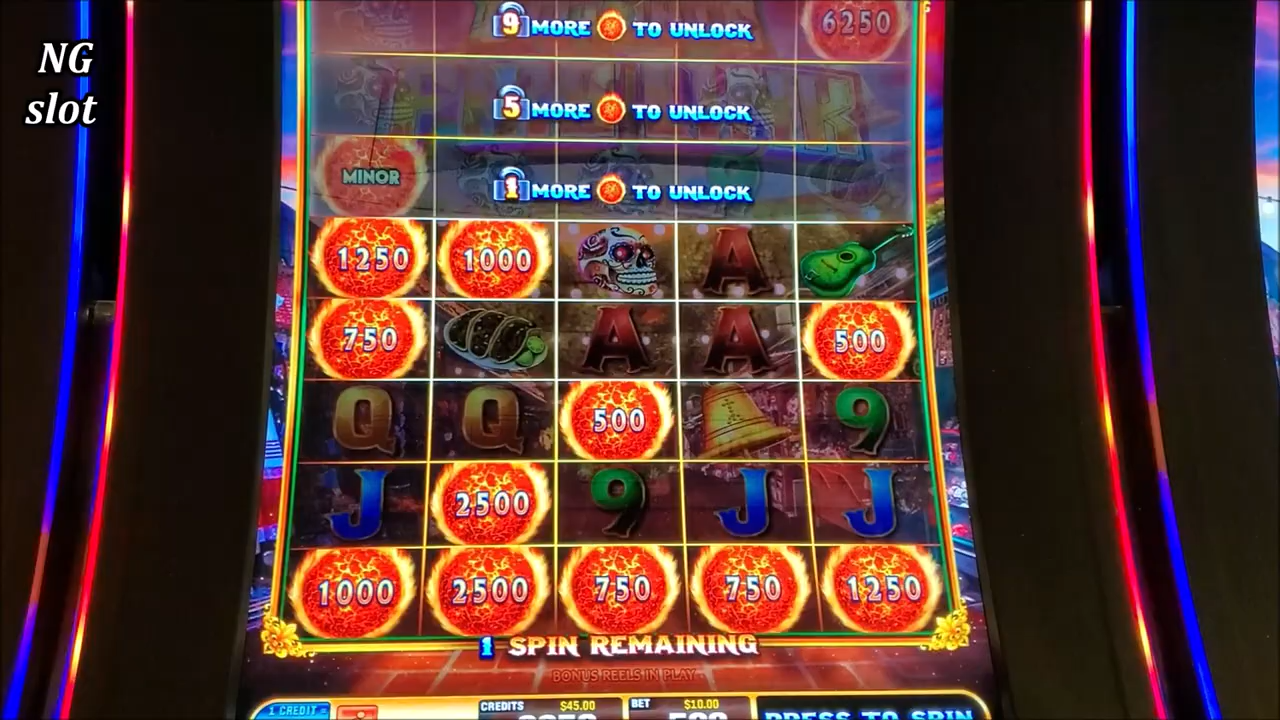 NG
slot
9 MORE TO UNLOCK
6250
5 MORE TO UNLOCK
MINOR
1 MORE TO UNLOCK
1250 1000 A
750 A A 500
Q Q 500 9
J 2500 9 J J
1000 2500 750 750 1250
1 SPIN REMAINING
BONUS REELS IN PLAY
1 CREDIT =
CREDITS $45.00
BET $10.00
PRESS TO SPIN